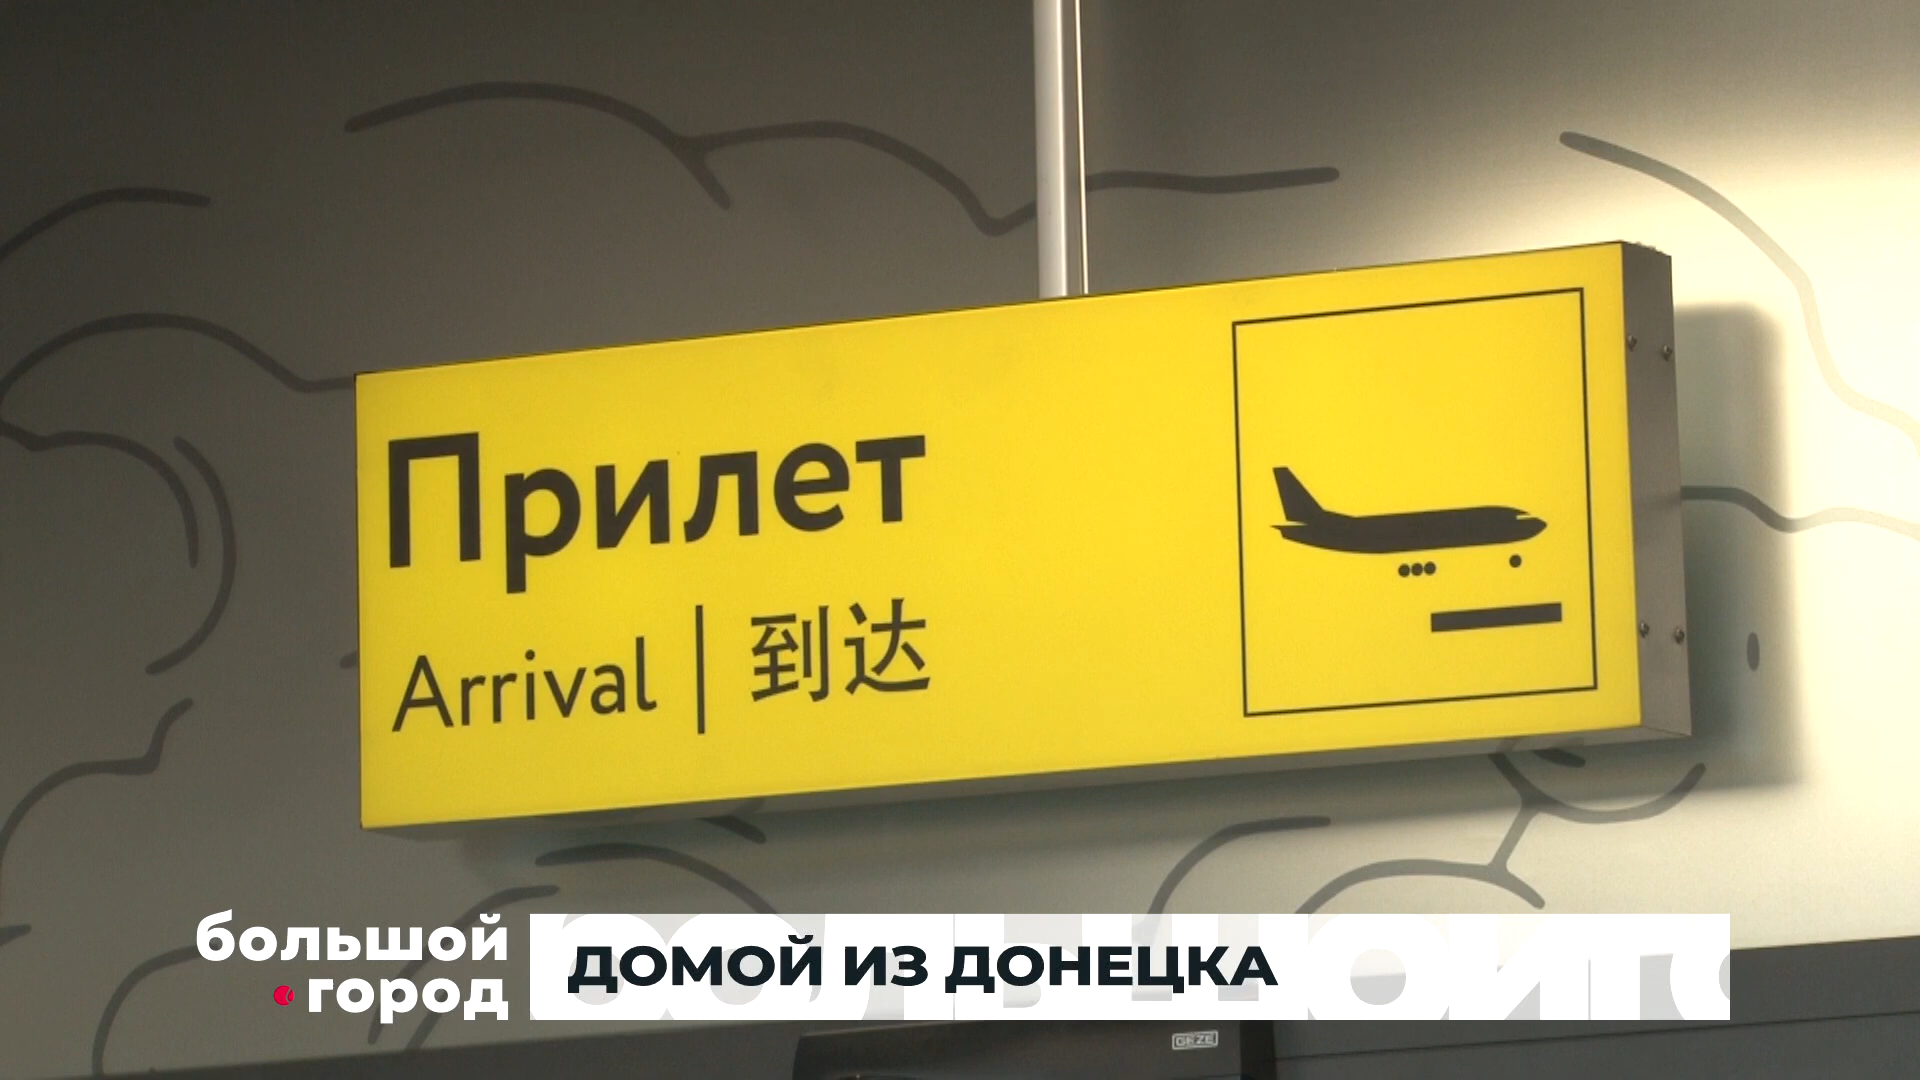 Прилет
Arrival | 到达
большой
город
ДОМОЙ ИЗ ДОНЕЦКА
GEZE